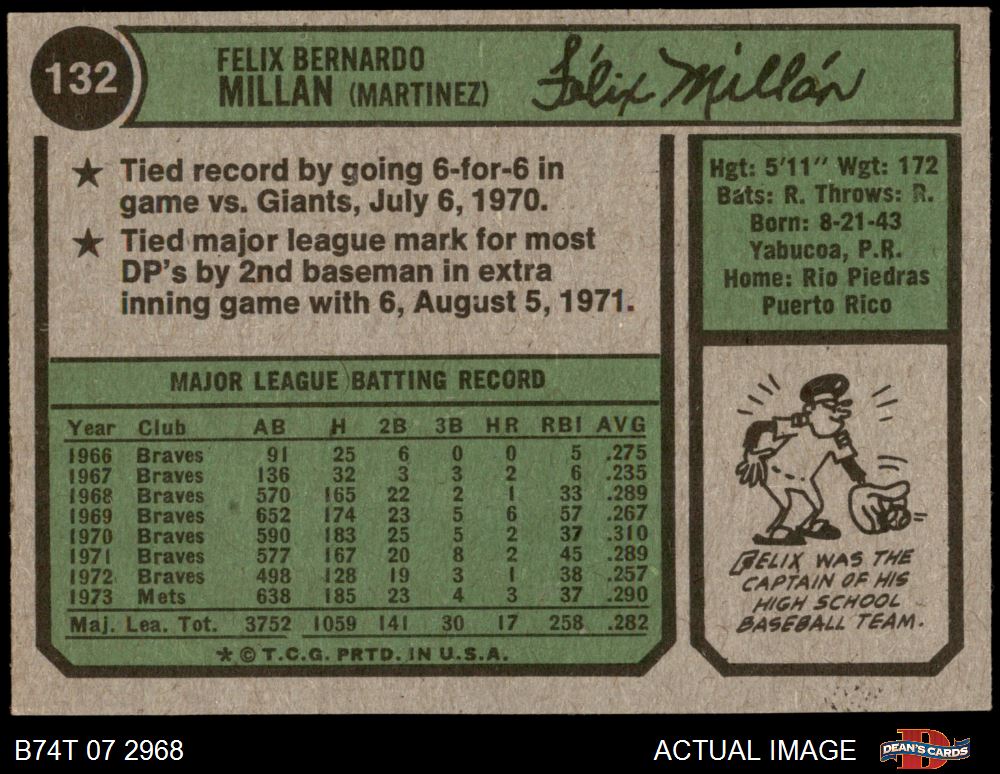 132
FELIX BERNARDO
MILLAN (MARTINEZ)
Félix Millán
★ Tied record by going 6-for-6 in
game vs. Giants, July 6, 1970.
★ Tied major league mark for most
DP's by 2nd baseman in extra
inning game with 6, August 5, 1971.
Hgt: 5'11" Wgt: 172
Bats: R. Throws: R.
Born: 8-21-43
Yabucoa, P.R.
Home: Rio Piedras
Puerto Rico
MAJOR LEAGUE BATTING RECORD
Year Club AB H 2B 3B HR RBI AVG
1966 Braves 91 25 6 0 0 5 .275
1967 Braves 136 32 3 3 2 6 .235
1968 Braves 570 165 22 2 1 33 .289
1969 Braves 652 174 23 5 6 57 .267
1970 Braves 590 183 25 5 2 37 .310
1971 Braves 577 167 20 8 2 45 .289
1972 Braves 498 128 19 3 1 38 .257
1973 Mets 638 185 23 4 3 37 .290
Maj. Lea. Tot. 3752 1059 141 30 17 258 .282
* © T.C.G. PRTD. IN U.S.A.
FELIX WAS THE
CAPTAIN OF HIS
HIGH SCHOOL
BASEBALL TEAM.
B74T 07 2968
ACTUAL IMAGE
DEAN'S CARDS